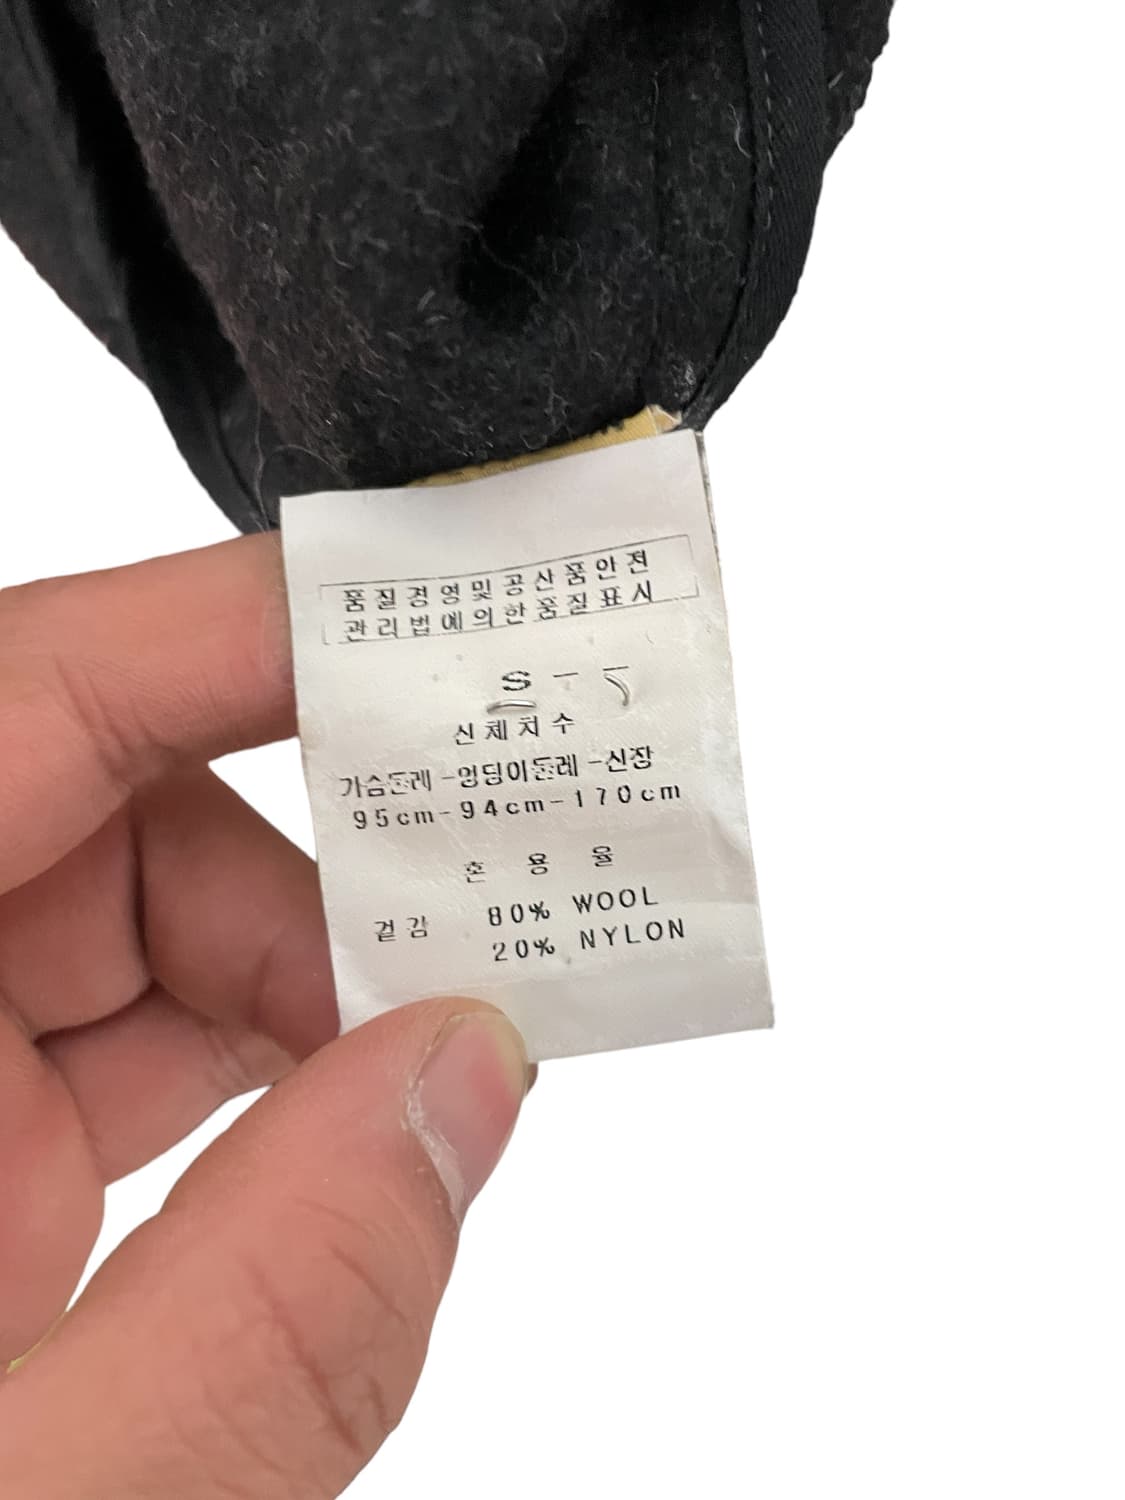 품질경영및공산품안전
관리법에의한품질표시
S -
신체치수
가슴둘레 -엉덩이둘레 -신장
95cm-94cm-170cm
혼 용 율
겉감 80% WOOL
20% NYLON